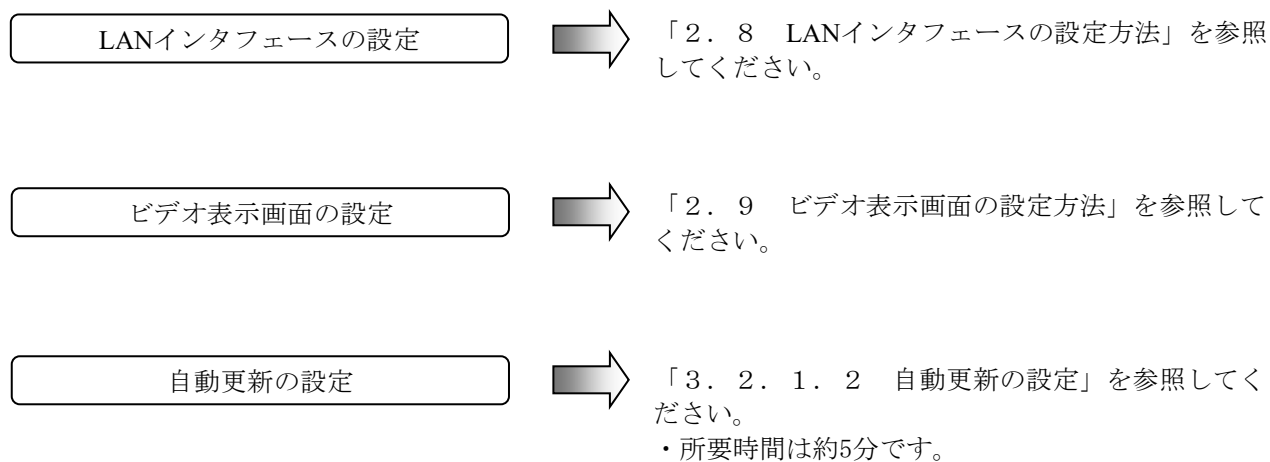 LANインタフェースの設定
「２．８　LANインタフェースの設定方法」を参照
してください。
ビデオ表示画面の設定
「２．９　ビデオ表示画面の設定方法」を参照して
ください。
自動更新の設定
「３．２．１．２　自動更新の設定」を参照してく
ださい。
・所要時間は約5分です。